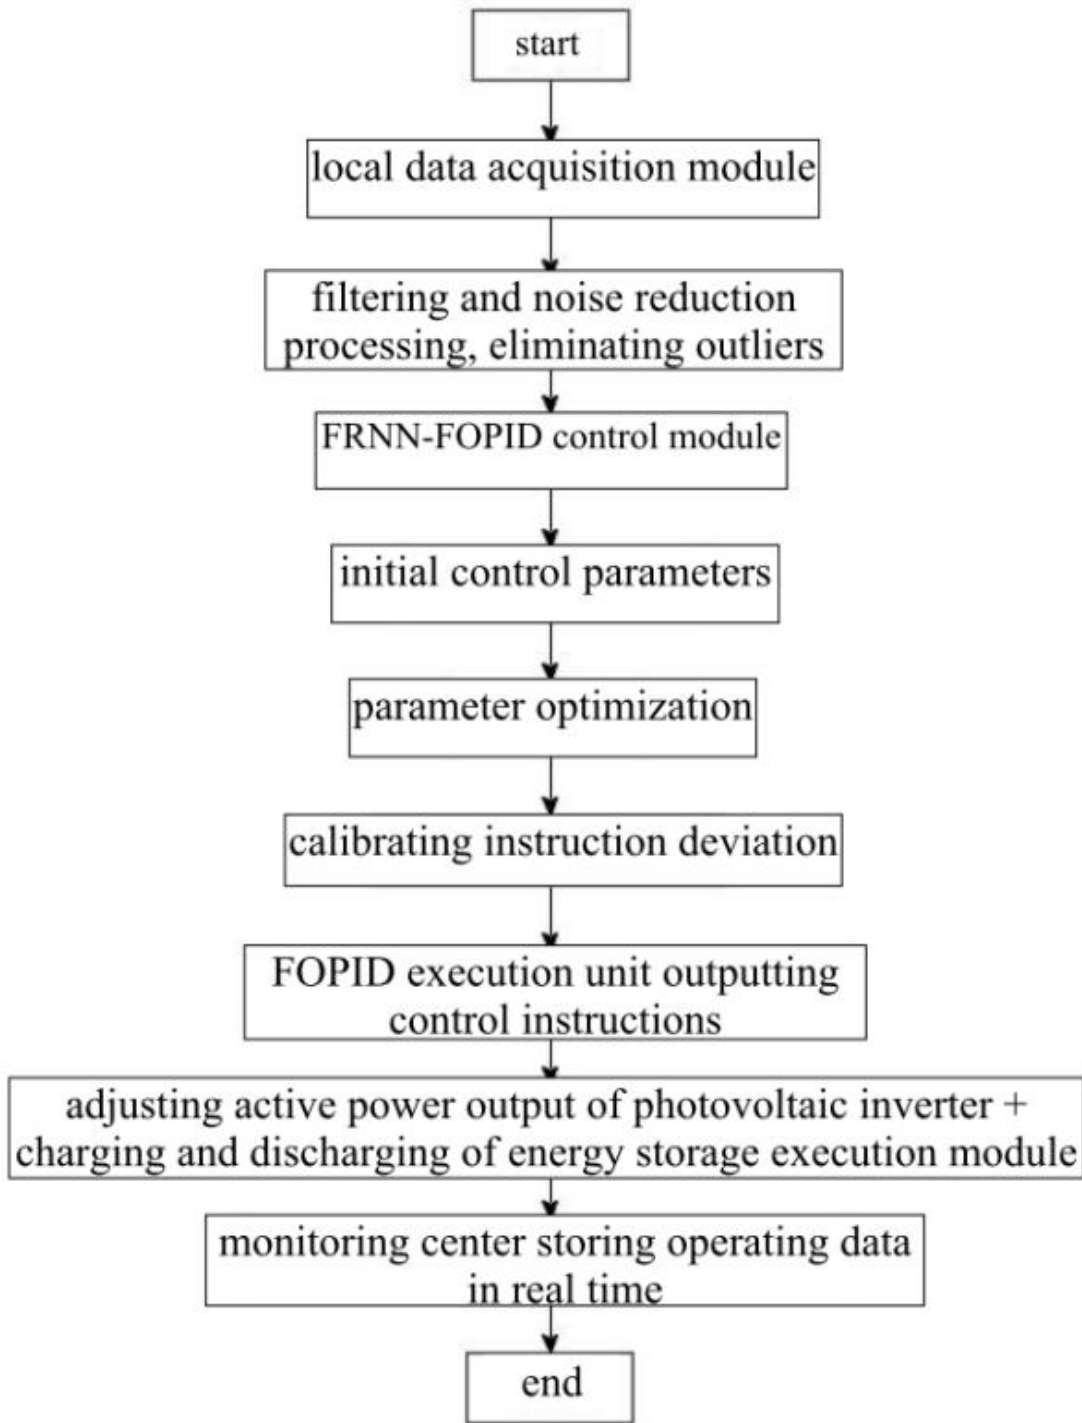 start
local data acquisition module
filtering and noise reduction
processing, eliminating outliers
FRNN-FOPID control module
initial control parameters
parameter optimization
calibrating instruction deviation
FOPID execution unit outputting
control instructions
adjusting active power output of photovoltaic inverter +
charging and discharging of energy storage execution module
monitoring center storing operating data
in real time
end